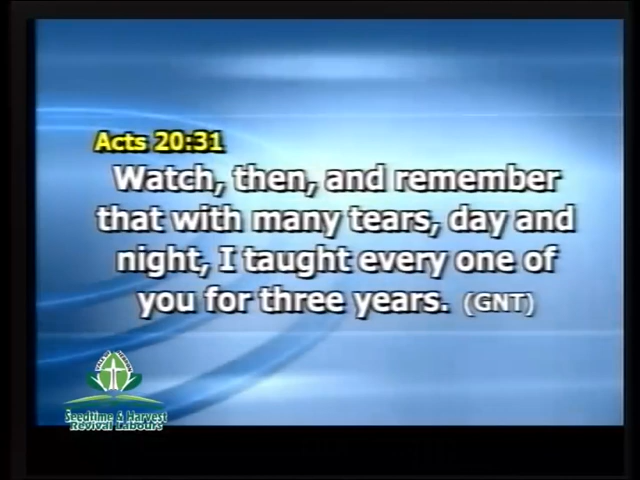 Acts 20:31
Watch, then, and remember
that with many tears, day and
night, I taught every one of
you for three years. (GNT)
Seedtime & Harvest
Revival Labours